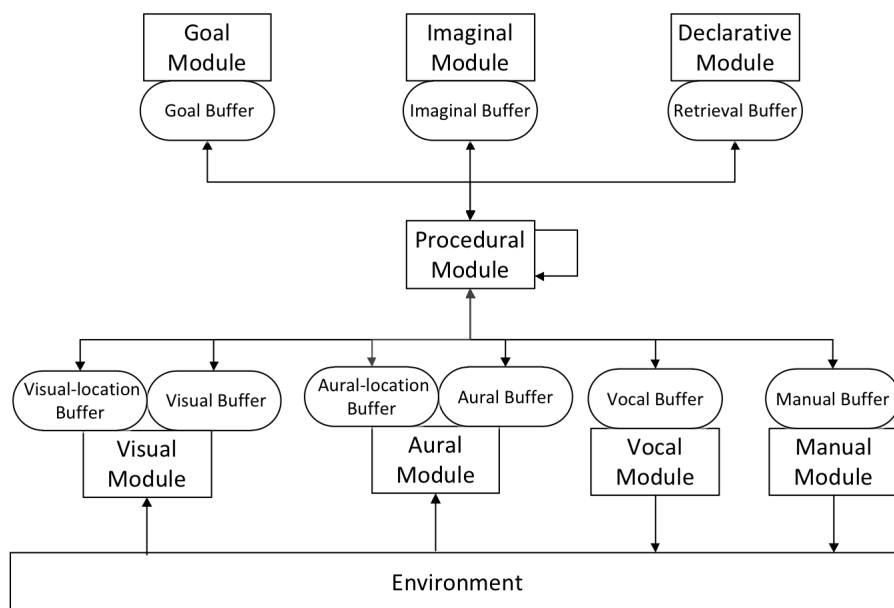 Goal
Module
Imaginal
Module
Declarative
Module
Goal Buffer
Imaginal Buffer
Retrieval Buffer
Procedural
Module
Visual-location
Buffer
Visual Buffer
Aural-location
Buffer
Aural Buffer
Vocal Buffer
Manual Buffer
Visual
Module
Aural
Module
Vocal
Module
Manual
Module
Environment